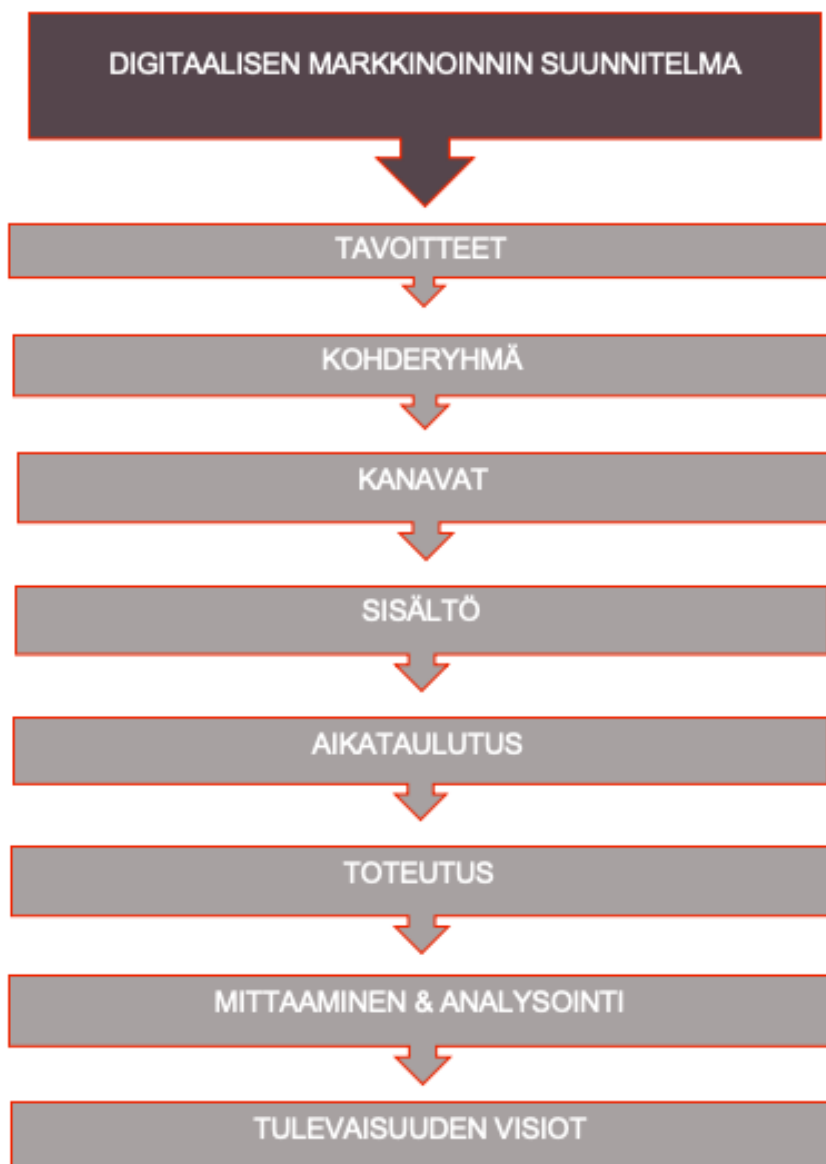 DIGITAALISEN MARKKINOINNIN SUUNNITELMA
TAVOITTEET
KOHDERYHMÄ
KANAVAT
SISÄLTÖ
AIKATAULUTUS
TOTEUTUS
MITTAAMINEN & ANALYSOINTI
TULEVAISUUDEN VISIOT